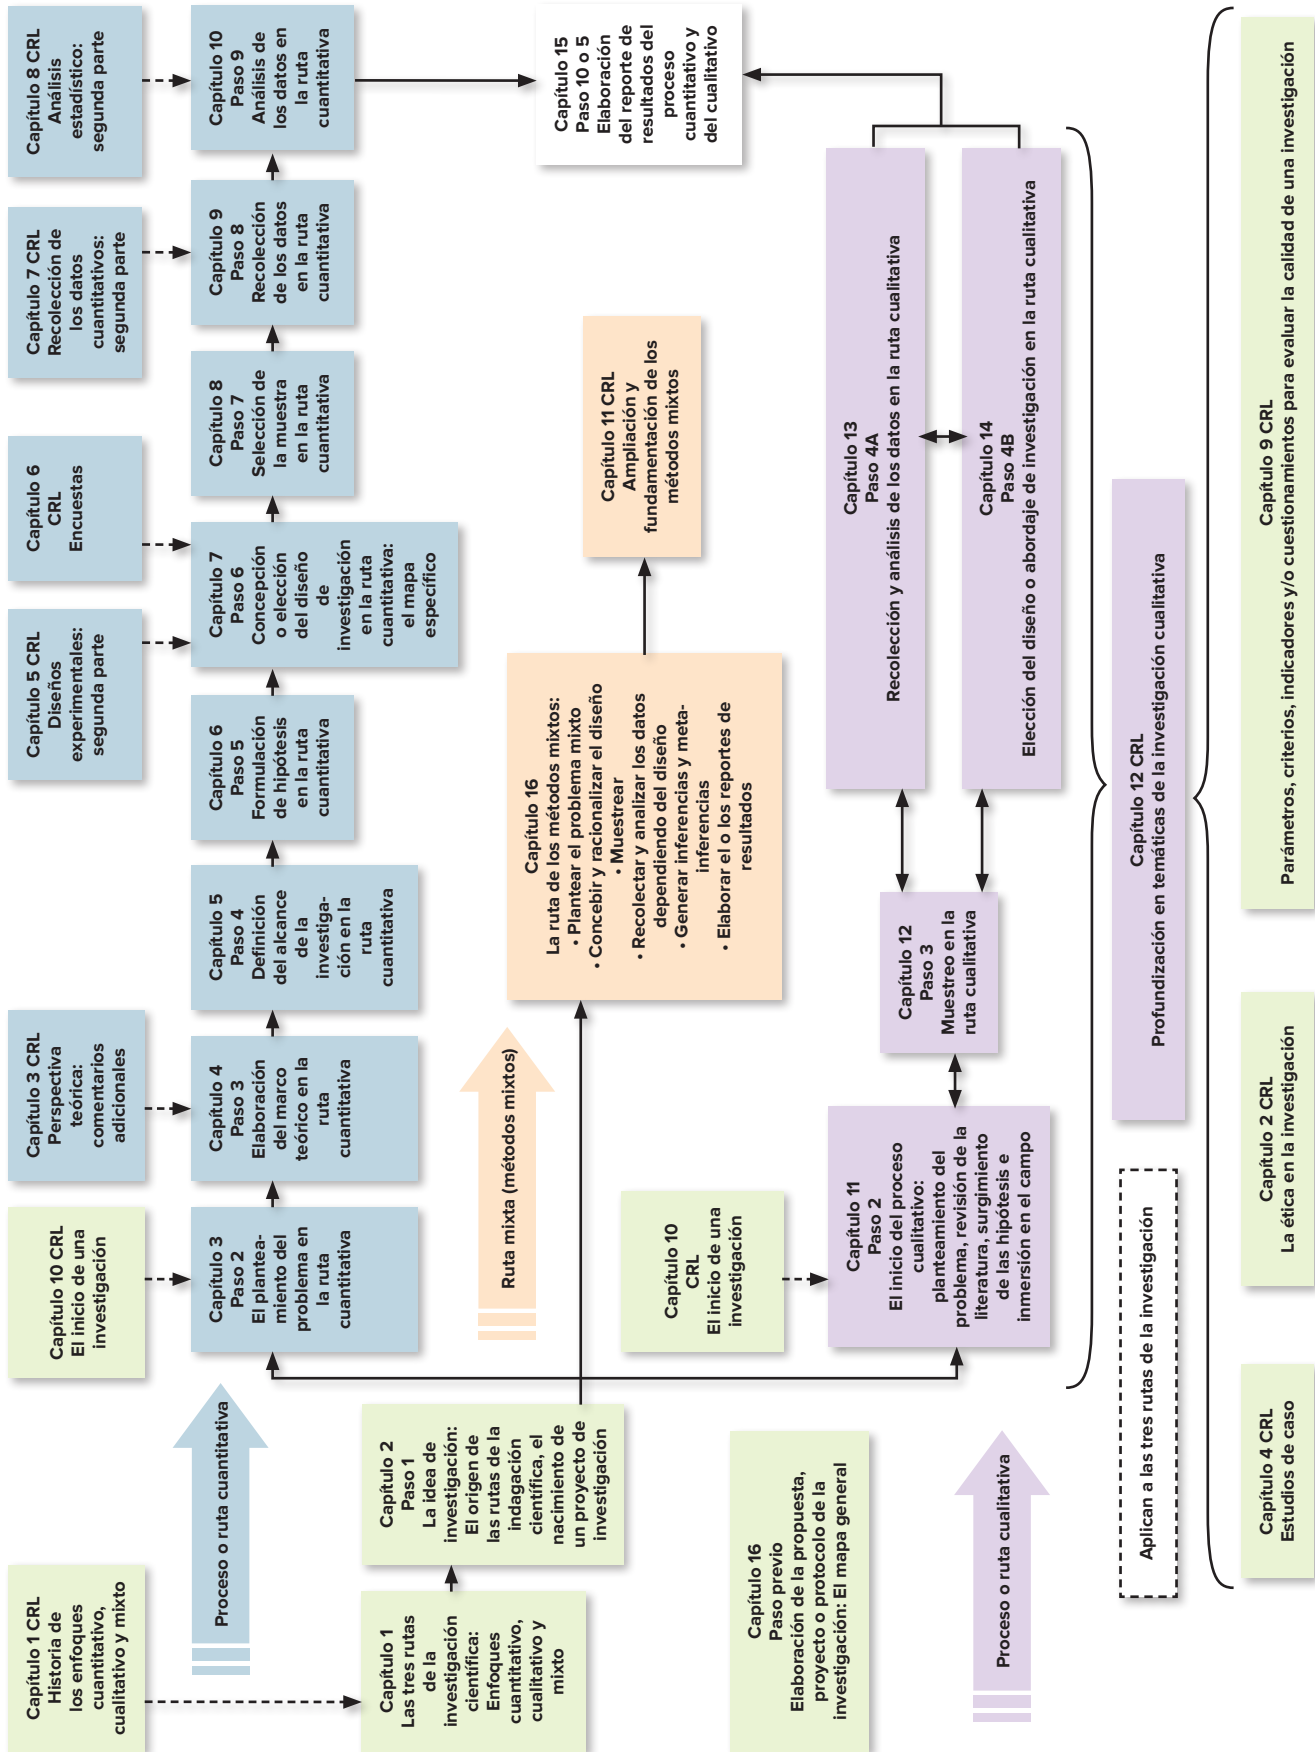 Capítulo 1 CRL
Historia de
los enfoques
cuantitativo,
cualitativo y mixto
Capítulo 10 CRL
El inicio de una
investigación
Capítulo 3 CRL
Perspectiva
teórica:
comentarios
adicionales
Capítulo 5 CRL
Diseños
experimentales:
segunda parte
Capítulo 6
CRL
Encuestas
Capítulo 7 CRL
Recolección de
los datos
cuantitativos:
segunda parte
Capítulo 8 CRL
Análisis
estadístico:
segunda parte
Proceso o ruta cuantitativa
Capítulo 3
Paso 2
El plantea-
miento del
problema en
la ruta
cuantitativa
Capítulo 4
Paso 3
Elaboración
del marco
teórico en la
ruta
cuantitativa
Capítulo 5
Paso 4
Definición
del alcance
de la
investiga-
ción en la
ruta
cuantitativa
Capítulo 6
Paso 5
Formulación
de hipótesis
en la ruta
cuantitativa
Capítulo 7
Paso 6
Concepción
o elección
del diseño
de
investigación
en la ruta
cuantitativa:
el mapa
específico
Capítulo 8
Paso 7
Selección de
la muestra
en la ruta
cuantitativa
Capítulo 9
Paso 8
Recolección
de los datos
en la ruta
cuantitativa
Capítulo 10
Paso 9
Análisis de
los datos en
la ruta
cuantitativa
Capítulo 1
Las tres rutas
de la
investigación
científica:
Enfoques
cuantitativo,
cualitativo y
mixto
Capítulo 2
Paso 1
La idea de
investigación:
El origen de
las rutas de la
indagación
científica, el
nacimiento de
un proyecto de
investigación
Ruta mixta (métodos mixtos)
Capítulo 16
La ruta de los métodos mixtos:
• Plantear el problema mixto
• Concebir y racionalizar el diseño
• Muestrear
• Recolectar y analizar los datos
dependiendo del diseño
• Generar inferencias y meta-
inferencias
• Elaborar el o los reportes de
resultados
Capítulo 11 CRL
Ampliación y
fundamentación de los
métodos mixtos
Capítulo 15
Paso 10 o 5
Elaboración
del reporte de
resultados del
proceso
cuantitativo y
del cualitativo
Capítulo 16
Paso previo
Elaboración de la propuesta,
proyecto o protocolo de la
investigación: El mapa general
Capítulo 10
CRL
El inicio de una
investigación
Proceso o ruta cualitativa
Capítulo 11
Paso 2
El inicio del proceso
cualitativo:
planteamiento del
problema, revisión de la
literatura, surgimiento
de las hipótesis e
inmersión en el campo
Capítulo 12
Paso 3
Muestreo en la
ruta cualitativa
Capítulo 13
Paso 4A
Recolección y análisis de los datos en la ruta cualitativa
Capítulo 14
Paso 4B
Elección del diseño o abordaje de investigación en la ruta cualitativa
Capítulo 12 CRL
Profundización en temáticas de la investigación cualitativa
Aplican a las tres rutas de la investigación
Capítulo 4 CRL
Estudios de caso
Capítulo 2 CRL
La ética en la investigación
Capítulo 9 CRL
Parámetros, criterios, indicadores y/o cuestionamientos para evaluar la calidad de una investigación